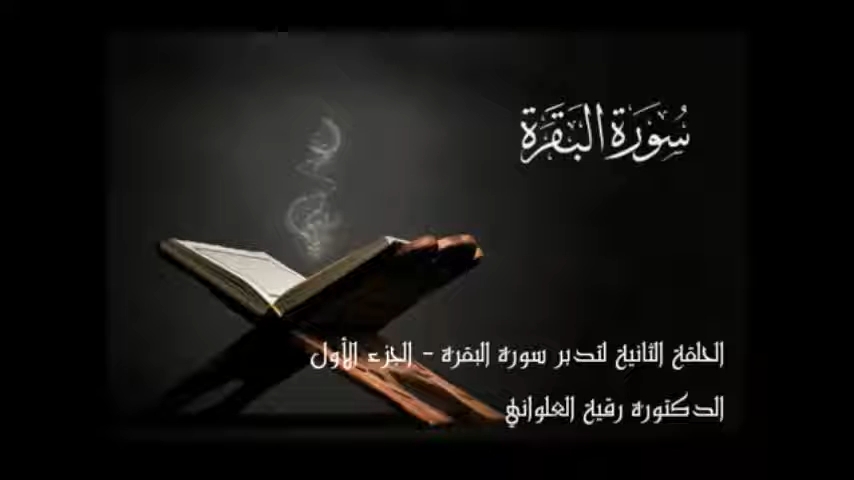 سُورَةُ البَقَرَة
الحلقة الثانية لتدبر سورة البقرة - الجزء الأول
الدكتورة رقية العلواني